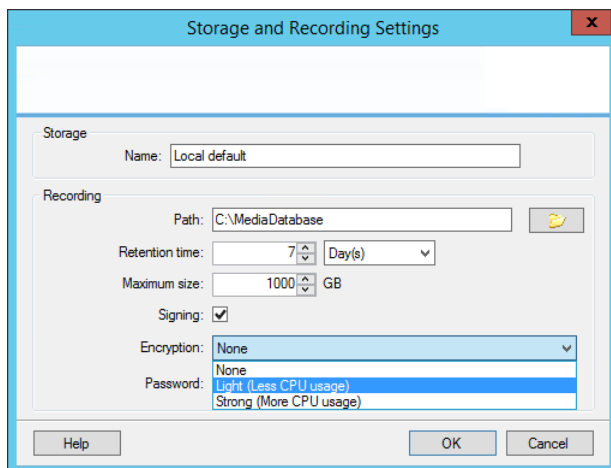 Storage and Recording Settings
x
Storage
Name: Local default
Recording
Path: C:\MediaDatabase
Retention time: 7 Day(s)
Maximum size: 1000 GB
Signing:
Encryption: None
None
Password: Light (Less CPU usage)
Strong (More CPU usage)
Help OK Cancel